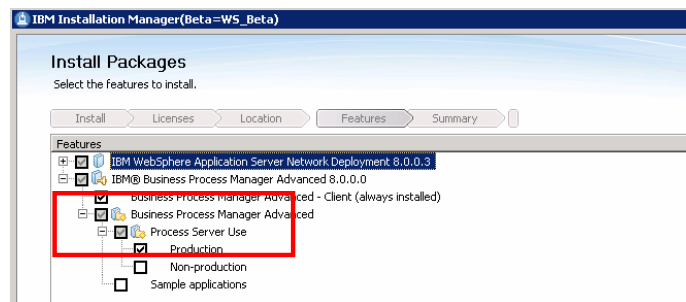 IBM Installation Manager(Beta=WS_Beta)
Install Packages
Select the features to install.
Install Licenses Location Features Summary
Features
IBM WebSphere Application Server Network Deployment 8.0.0.3
IBM® Business Process Manager Advanced 8.0.0.0
Business Process Manager Advanced - Client (always installed)
Business Process Manager Advanced
Process Server Use
Production
Non-production
Sample applications